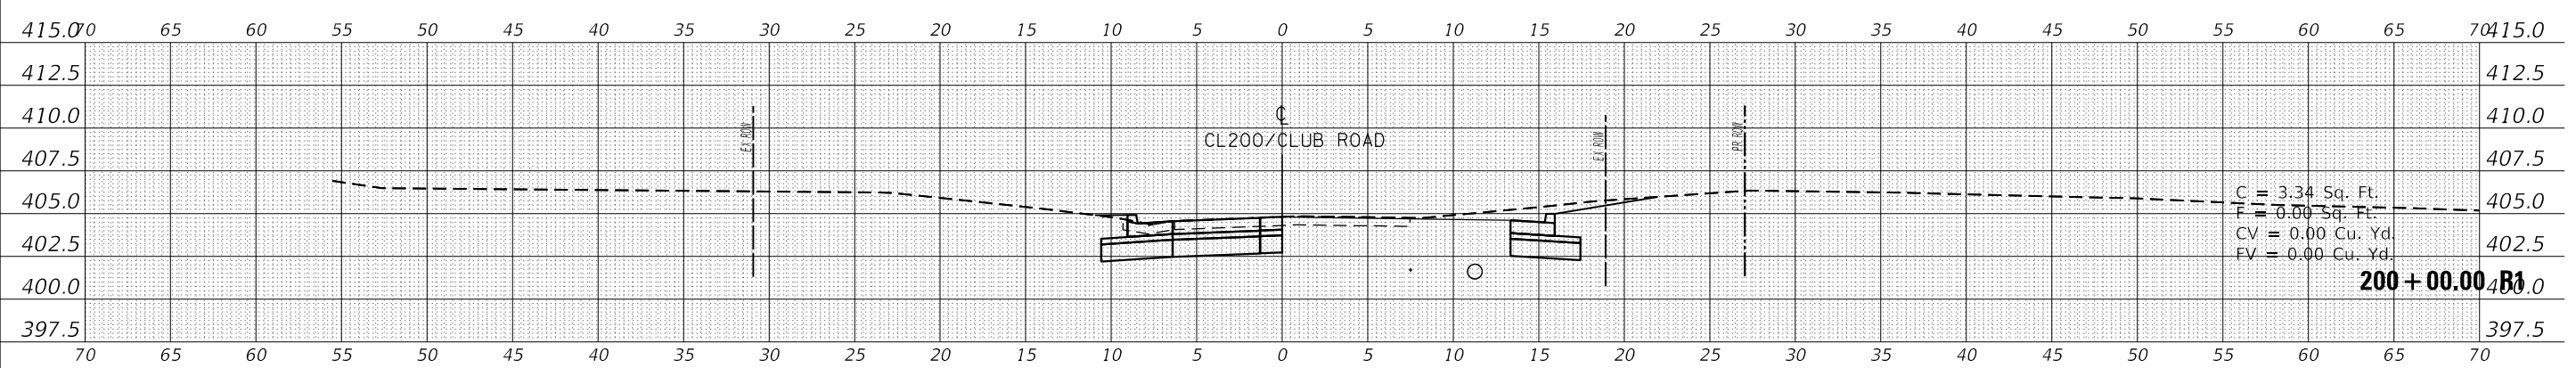 415.0 70 65 60 55 50 45 40 35 30 25 20 15 10 5 0 5 10 15 20 25 30 35 40 45 50 55 60 65 70 415.0
412.5 412.5
410.0 ℄ 410.0
EX ROW CL200/CLUB ROAD EX ROW PR ROW
407.5 407.5
405.0 C = 3.34 Sq. Ft. 405.0
F = 0.00 Sq. Ft.
402.5 CV = 0.00 Cu. Yd. 402.5
FV = 0.00 Cu. Yd.
400.0 200+00.00 R1 400.0
397.5 397.5
70 65 60 55 50 45 40 35 30 25 20 15 10 5 0 5 10 15 20 25 30 35 40 45 50 55 60 65 70